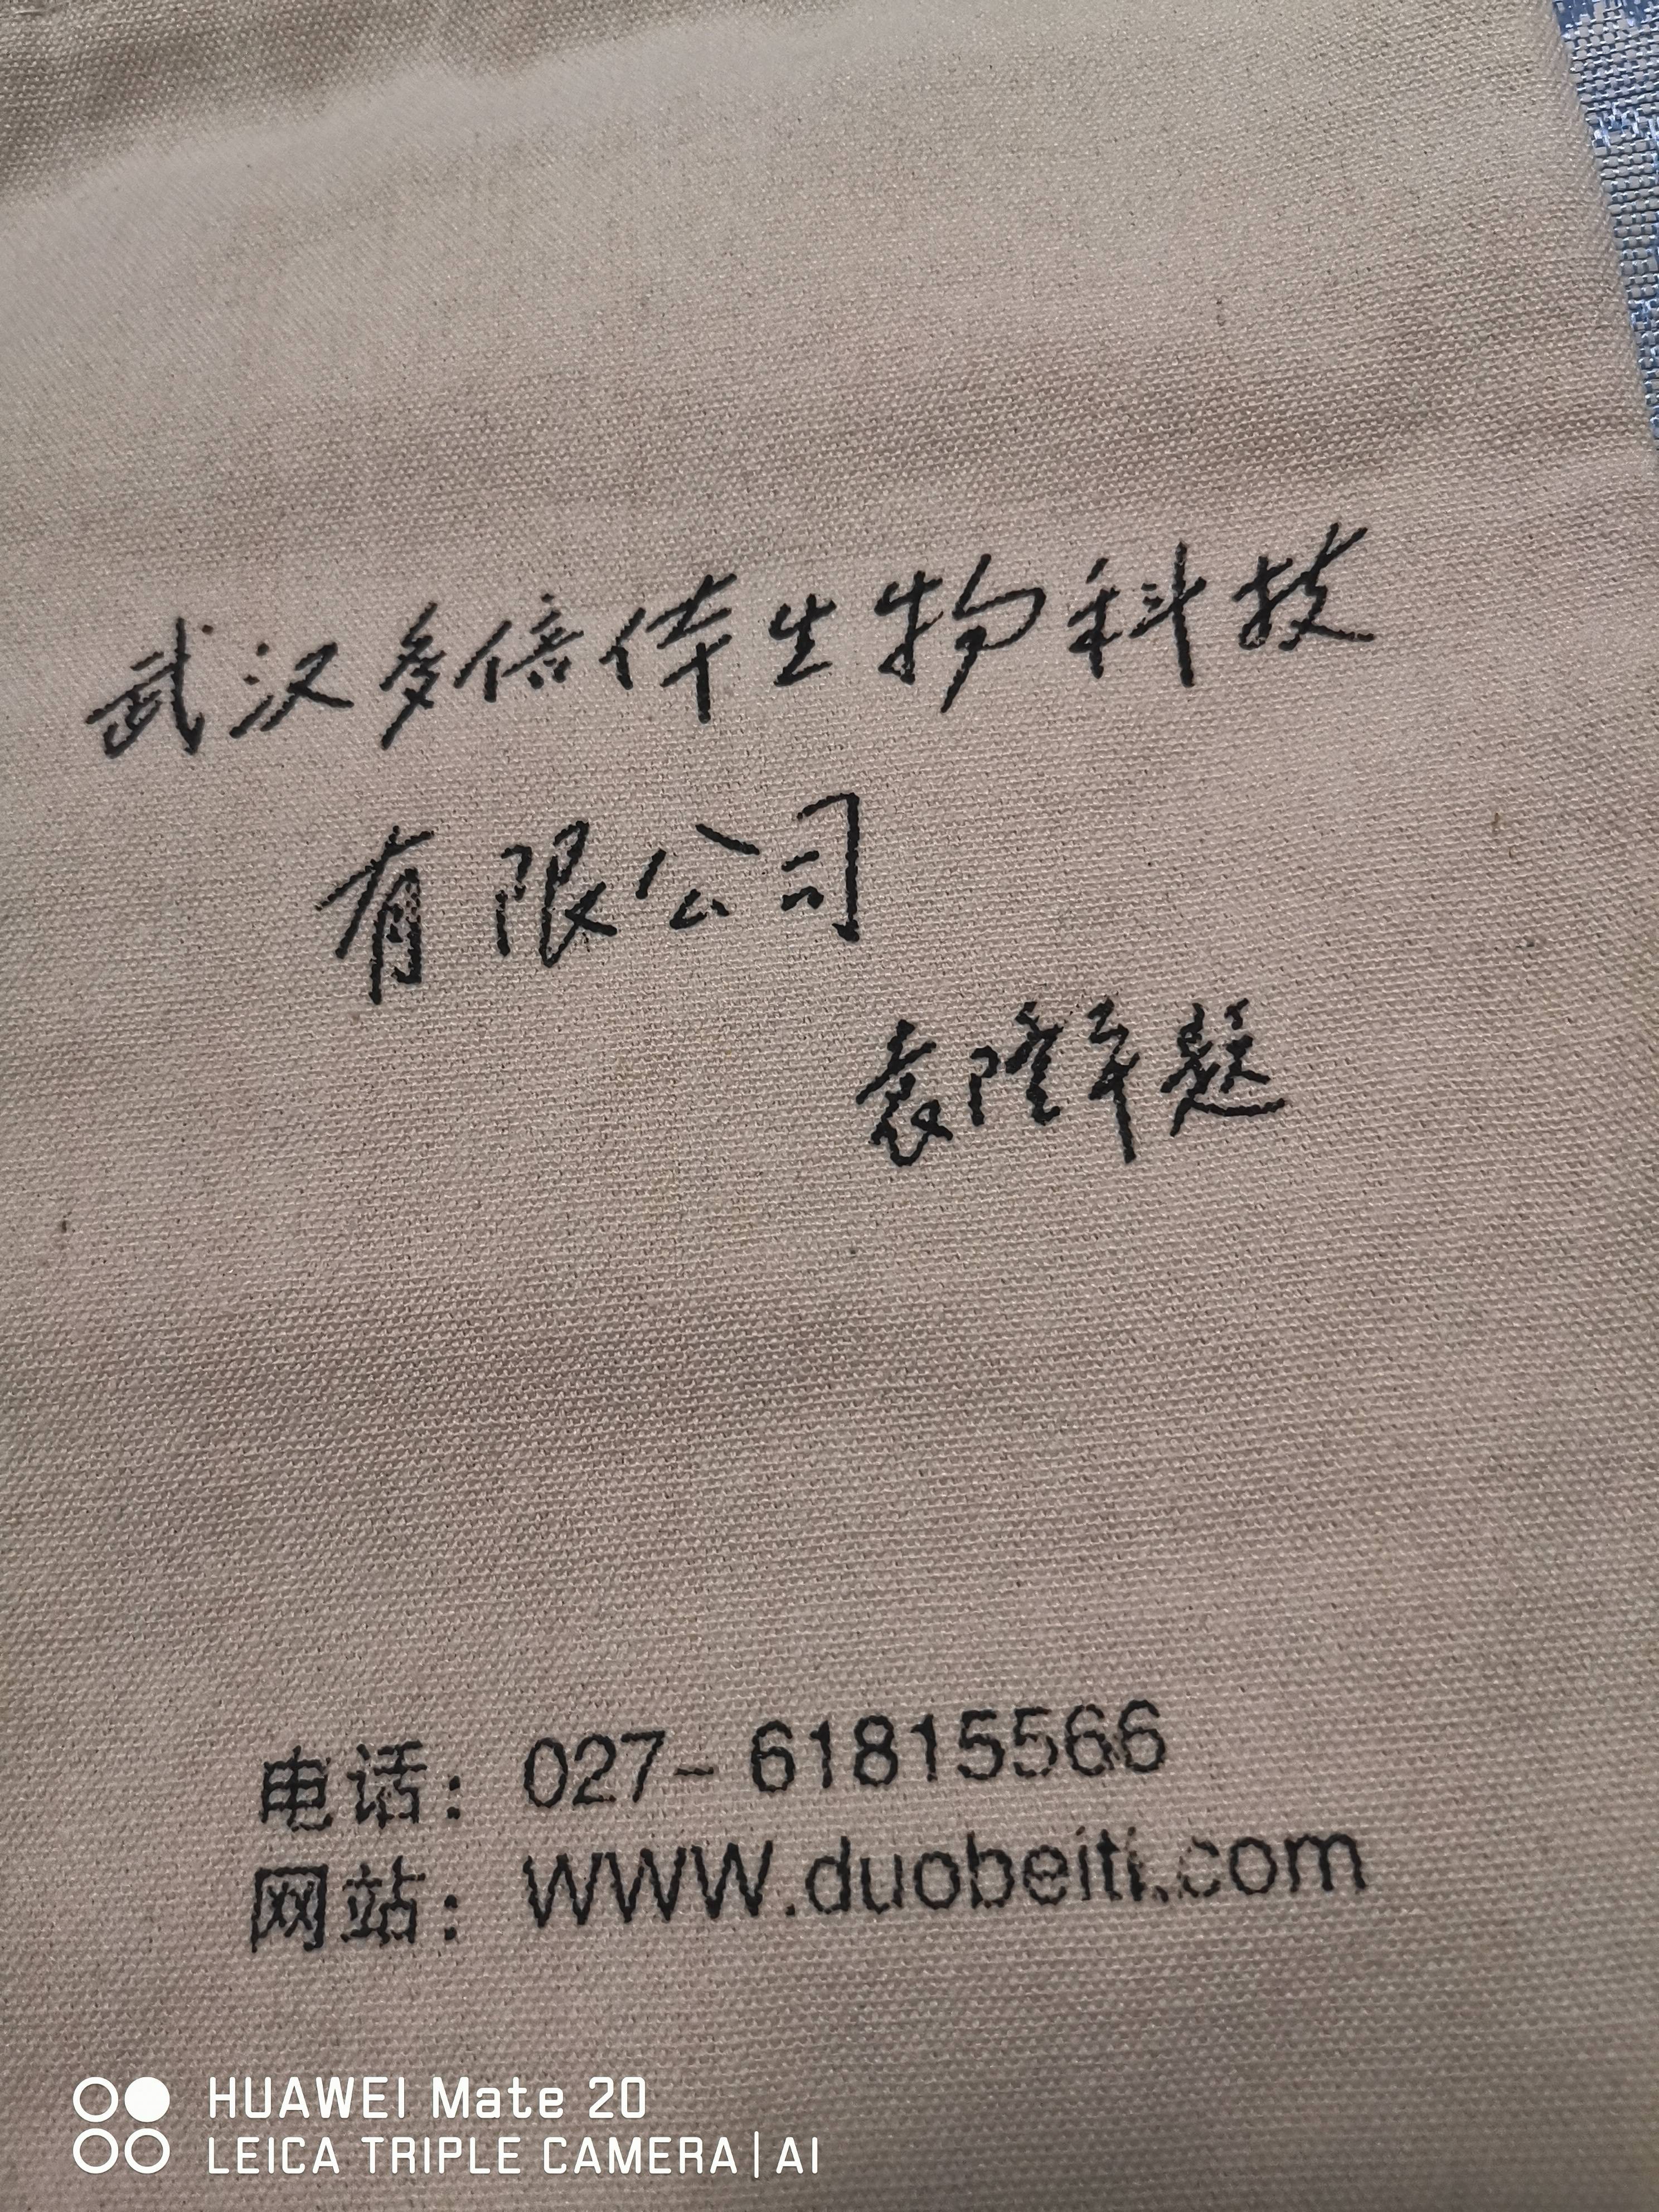 武汉多倍体生物科技
有限公司
袁隆平题
电话：027-61815566
网站：WWW.duobeiti.com
HUAWEI Mate 20
LEICA TRIPLE CAMERA|AI